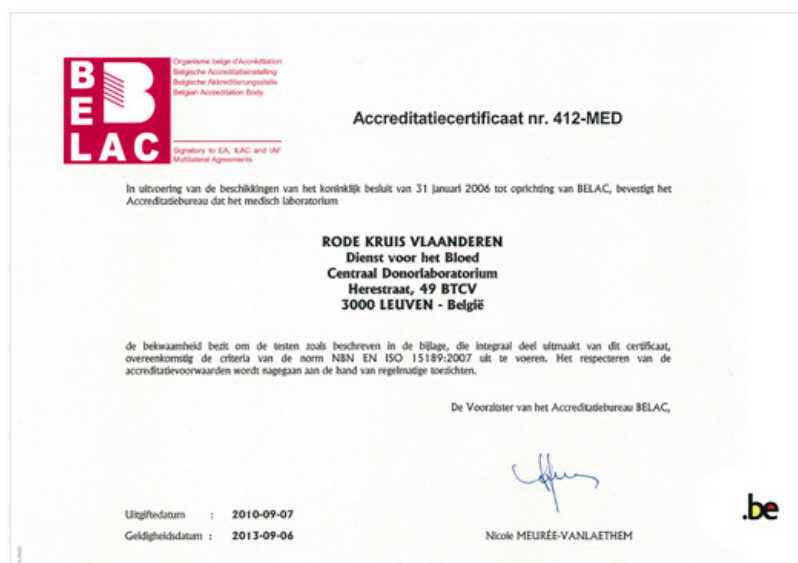 BELAC
Organisme belge d'Accréditation
Belgische Accreditatieinstelling
Belgische Akkreditierungsstelle
Belgian Accreditation Body
Signatory to EA, ILAC and IAF
Multilateral Agreements
Accreditatiecertificaat nr. 412-MED
In uitvoering van de beschikkingen van het koninklijk besluit van 31 januari 2006 tot oprichting van BELAC, bevestigt het
Accreditatiebureau dat het medisch laboratorium
RODE KRUIS VLAANDEREN
Dienst voor het Bloed
Centraal Donorlaboratorium
Herestraat, 49 BTCV
3000 LEUVEN - België
de bekwaamheid bezit om de testen zoals beschreven in de bijlage, die integraal deel uitmaakt van dit certificaat,
overeenkomstig de criteria van de norm NBN EN ISO 15189:2007 uit te voeren. Het respecteren van de
accreditatievoorwaarden wordt nagegaan aan de hand van regelmatige toezichten.
De Voorzitster van het Accreditatiebureau BELAC,
Uitgiftedatum : 2010-09-07
Geldigheidsdatum : 2013-09-06
Nicole MEURÉE-VANLAETHEM
.be